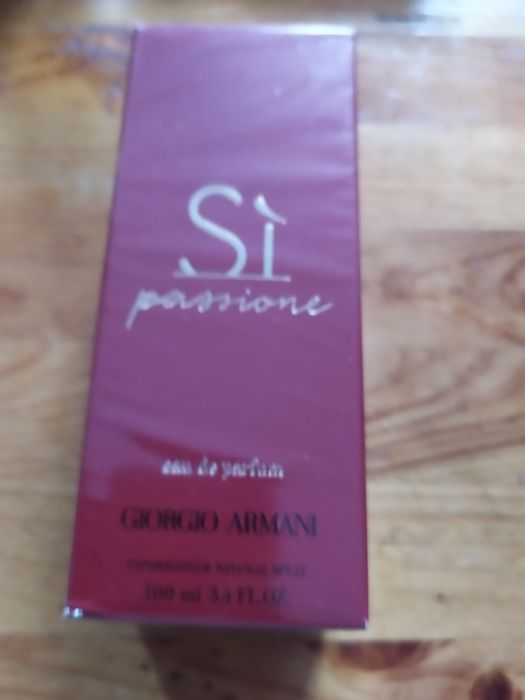 Sì
passione
eau de parfum
GIORGIO ARMANI
VAPORISATEUR NATURAL SPRAY
100 ml 3.4 FL.OZ.